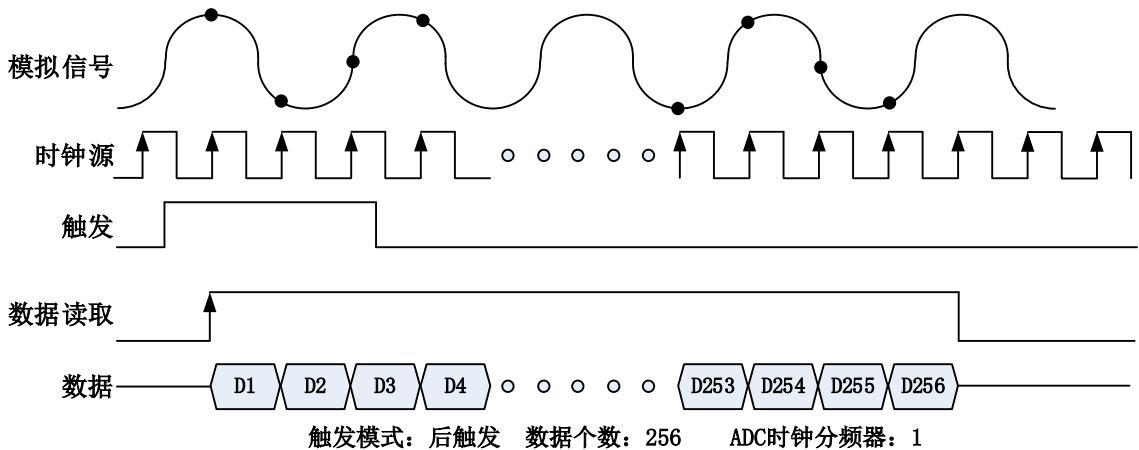 模拟信号
时钟源
触发
数据读取
数据 D1 D2 D3 D4 D253 D254 D255 D256
触发模式：后触发 数据个数：256 ADC时钟分频器：1